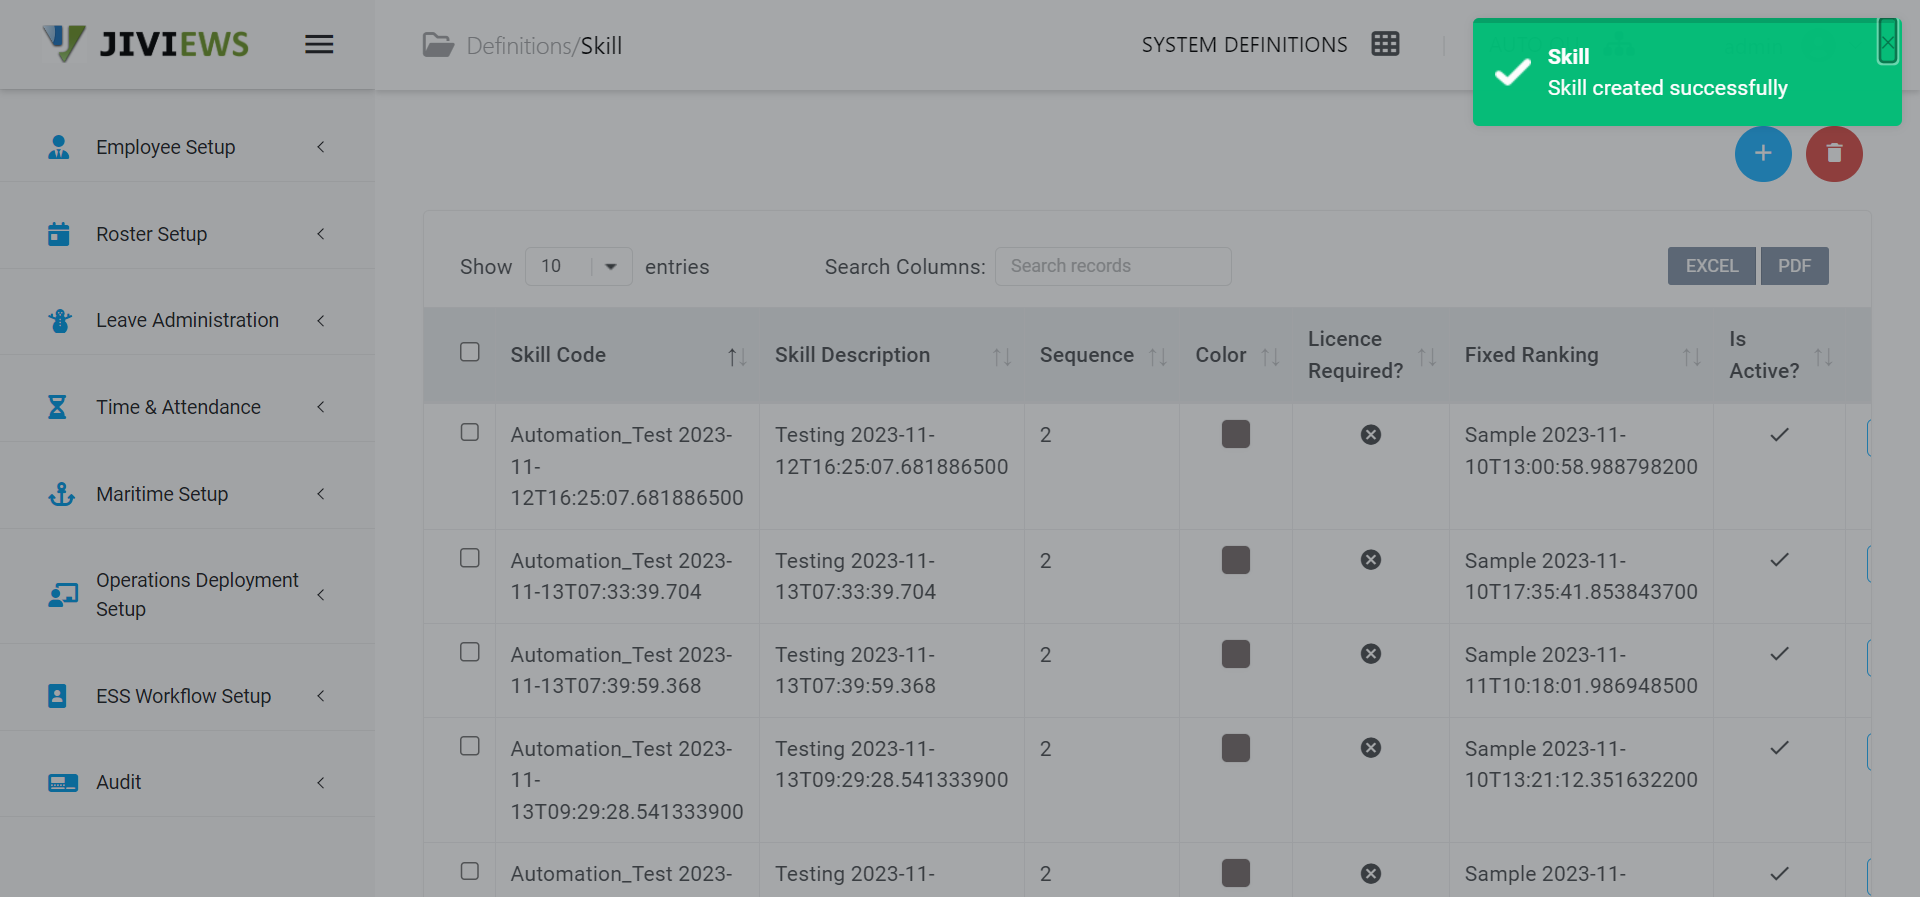 JIVIEWS
Definitions/Skill
SYSTEM DEFINITIONS
Skill
Skill created successfully
Employee Setup
Roster Setup
Leave Administration
Time & Attendance
Maritime Setup
Operations Deployment
Setup
ESS Workflow Setup
Audit
Show 10 entries
Search Columns: Search records
EXCEL PDF
Skill Code
Skill Description
Sequence
Color
Licence
Required?
Fixed Ranking
Is
Active?
Automation_Test 2023-
11-
12T16:25:07.681886500
Testing 2023-11-
12T16:25:07.681886500
2
Sample 2023-11-
10T13:00:58.988798200
Automation_Test 2023-
11-13T07:33:39.704
Testing 2023-11-
13T07:33:39.704
2
Sample 2023-11-
10T17:35:41.853843700
Automation_Test 2023-
11-13T07:39:59.368
Testing 2023-11-
13T07:39:59.368
2
Sample 2023-11-
11T10:18:01.986948500
Automation_Test 2023-
11-
13T09:29:28.541333900
Testing 2023-11-
13T09:29:28.541333900
2
Sample 2023-11-
10T13:21:12.351632200
Automation_Test 2023-
Testing 2023-11-
2
Sample 2023-11-